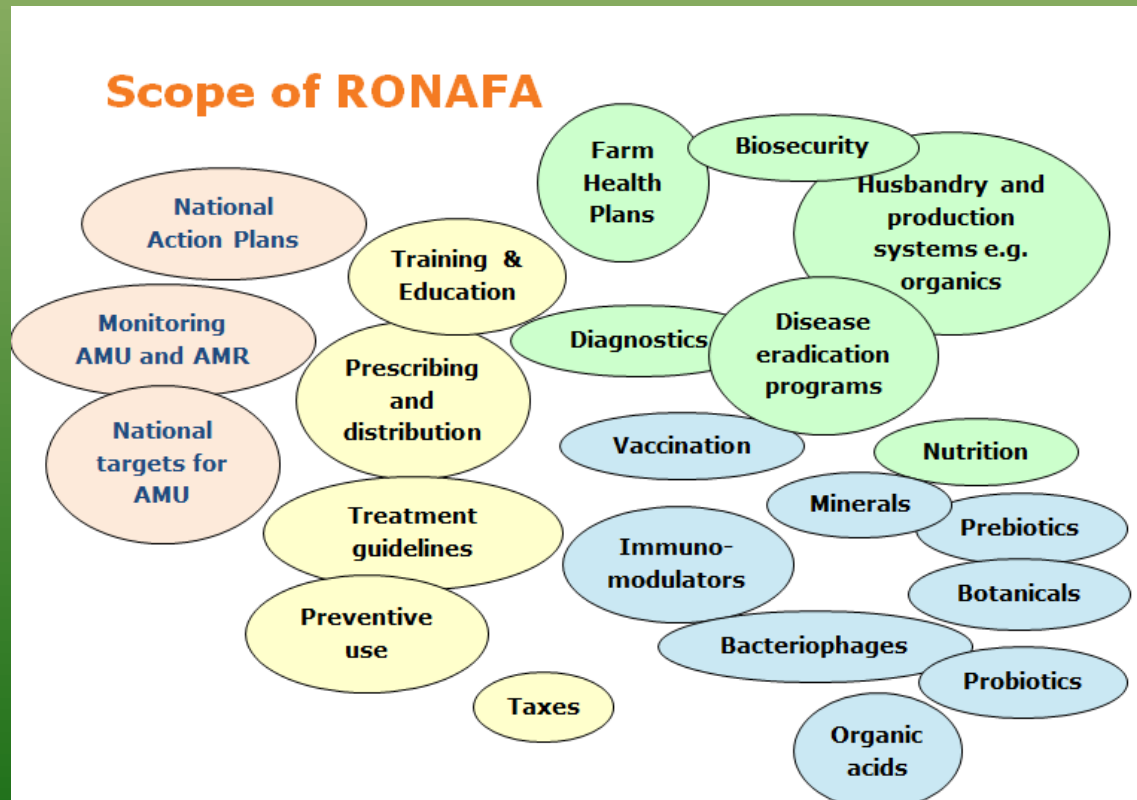 Scope of RONAFA
National
Action Plans
Monitoring
AMU and AMR
National
targets for
AMU
Training &
Education
Prescribing
and
distribution
Treatment
guidelines
Preventive
use
Taxes
Farm
Health
Plans
Biosecurity
Husbandry and
production
systems e.g.
organics
Diagnostics
Disease
eradication
programs
Vaccination
Nutrition
Minerals
Prebiotics
Immuno-
modulators
Botanicals
Bacteriophages
Probiotics
Organic
acids